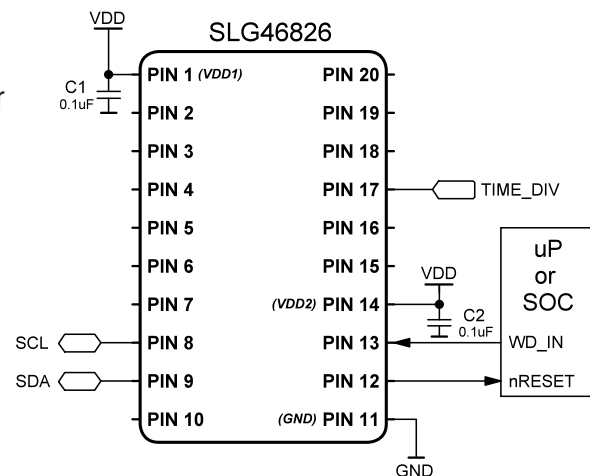 VDD
SLG46826
r
C1
0.1uF
PIN 1 (VDD1)
PIN 2
PIN 3
PIN 4
PIN 5
PIN 6
PIN 7
SCL
PIN 8
SDA
PIN 9
PIN 10
PIN 20
PIN 19
PIN 18
PIN 17
TIME_DIV
PIN 16
PIN 15
VDD
(VDD2) PIN 14
C2
0.1uF
PIN 13
PIN 12
(GND) PIN 11
GND
uP
or
SOC
WD_IN
nRESET